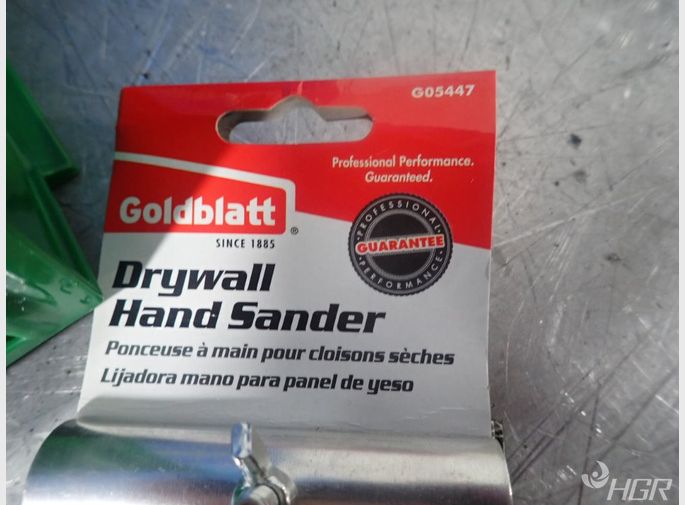 G05447
Professional Performance.
Guaranteed.
Goldblatt®
SINCE 1885
PROFESSIONAL
GUARANTEE
PERFORMANCE
Drywall
Hand Sander
Ponceuse à main pour cloisons sèches
Lijadora mano para panel de yeso
HGR